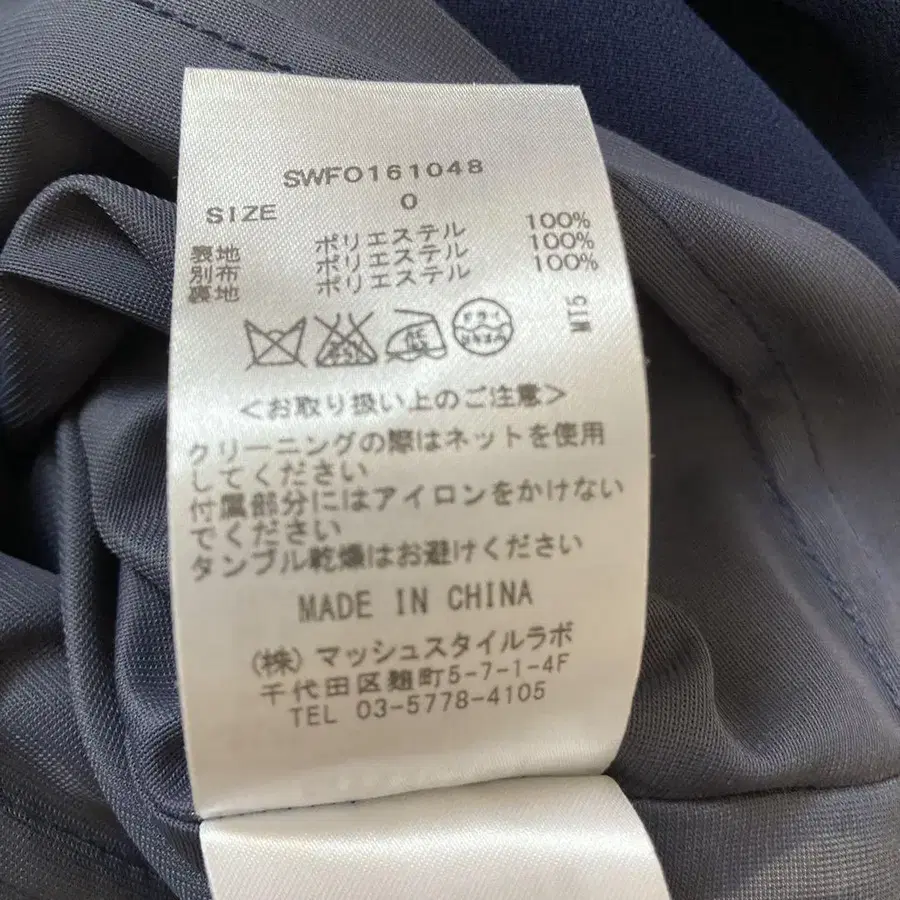 SWFO161048
SIZE 0
表地 ポリエステル 100%
別布 ポリエステル 100%
裏地 ポリエステル 100%
MT5
<お取り扱い上のご注意>
クリーニングの際はネットを使用
してください
付属部分にはアイロンをかけない
でください
タンブル乾燥はお避けください
MADE IN CHINA
(株) マッシュスタイルラボ
千代田区麹町5-7-1-4F
TEL 03-5778-4105